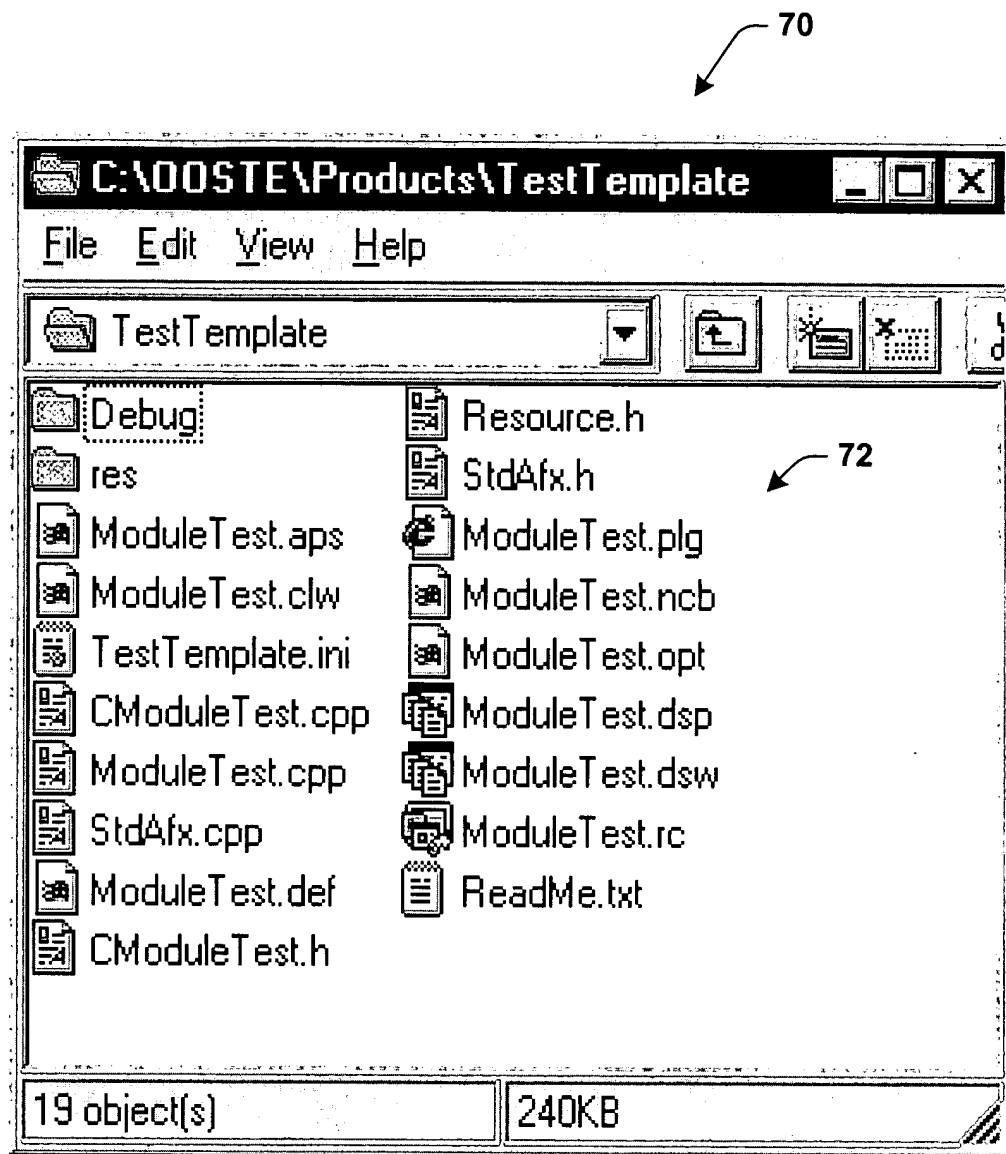 70
C:\OOSTE\Products\TestTemplate
File Edit View Help
TestTemplate
Debug
res
ModuleTest.aps
ModuleTest.clw
TestTemplate.ini
CModuleTest.cpp
ModuleTest.cpp
StdAfx.cpp
ModuleTest.def
CModuleTest.h
Resource.h
StdAfx.h
72
ModuleTest.plg
ModuleTest.ncb
ModuleTest.opt
ModuleTest.dsp
ModuleTest.dsw
ModuleTest.rc
ReadMe.txt
19 object(s)
240KB